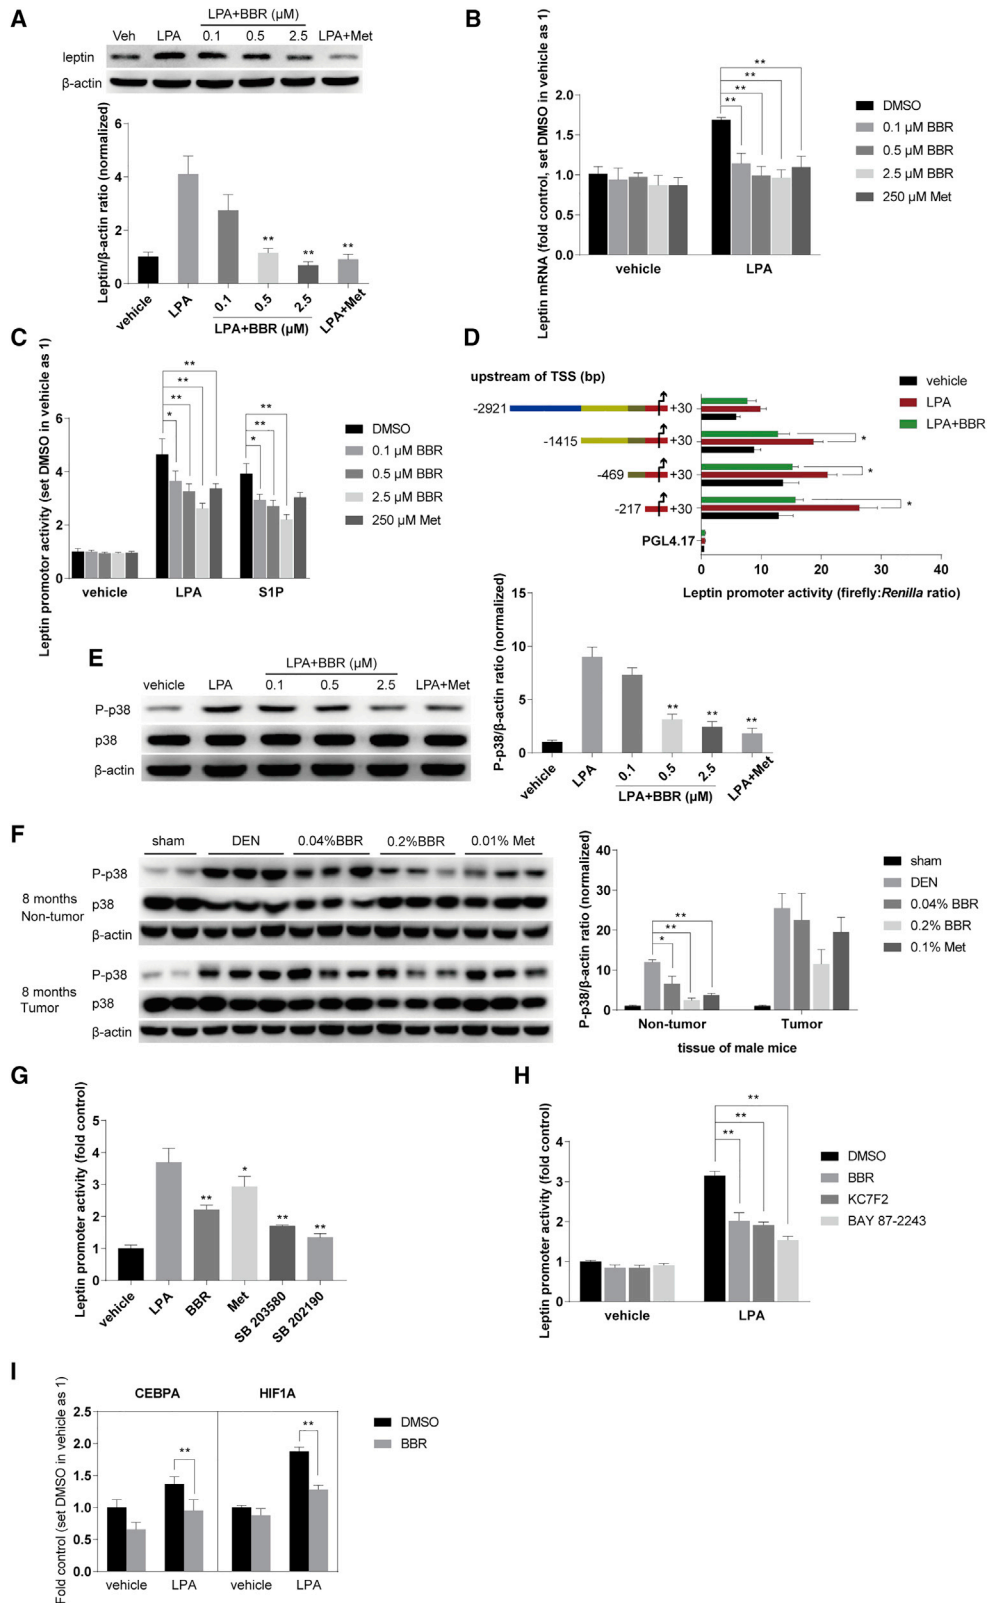 A
LPA+BBR (μM)
Veh LPA 0.1 0.5 2.5 LPA+Met
leptin
β-actin
Leptin/β-actin ratio (normalized)
6
4
2
0
** ** **
vehicle LPA 0.1 0.5 2.5 LPA+Met
LPA+BBR (μM)
B
Leptin mRNA (fold control, set DMSO in vehicle as 1)
2.0
1.5
1.0
0.5
0.0
**
**
**
**
vehicle LPA
DMSO
0.1 μM BBR
0.5 μM BBR
2.5 μM BBR
250 μM Met
C
Leptin promotor activity (set DMSO in vehicle as 1)
6
4
2
0
**
**
**
*
**
**
*
vehicle LPA S1P
DMSO
0.1 μM BBR
0.5 μM BBR
2.5 μM BBR
250 μM Met
D
upstream of TSS (bp)
-2921 +30
-1415 +30
-469 +30
-217 +30
PGL4.17
*
*
*
0 10 20 30 40
Leptin promoter activity (firefly:Renilla ratio)
vehicle
LPA
LPA+BBR
E
LPA+BBR (μM)
vehicle LPA 0.1 0.5 2.5 LPA+Met
P-p38
p38
β-actin
P-p38/β-actin ratio (normalized)
15
10
5
0
** ** **
vehicle LPA 0.1 0.5 2.5 LPA+Met
LPA+BBR (μM)
F
sham DEN 0.04%BBR 0.2%BBR 0.01% Met
8 months
Non-tumor
P-p38
p38
β-actin
8 months
Tumor
P-p38
p38
β-actin
P-p38/β-actin ratio (normalized)
40
30
20
10
0
**
**
*
Non-tumor Tumor
tissue of male mice
sham
DEN
0.04% BBR
0.2% BBR
0.1% Met
G
Leptin promoter activity (fold control)
5
4
3
2
1
0
** * ** **
vehicle LPA BBR Met SB 203580 SB 202190
H
Leptin promoter activity (fold control)
4
3
2
1
0
**
**
**
vehicle LPA
DMSO
BBR
KC7F2
BAY 87-2243
I
CEBPA HIF1A
Fold control (set DMSO in vehicle as 1)
2.5
2.0
1.5
1.0
0.5
0.0
** **
vehicle LPA vehicle LPA
DMSO
BBR